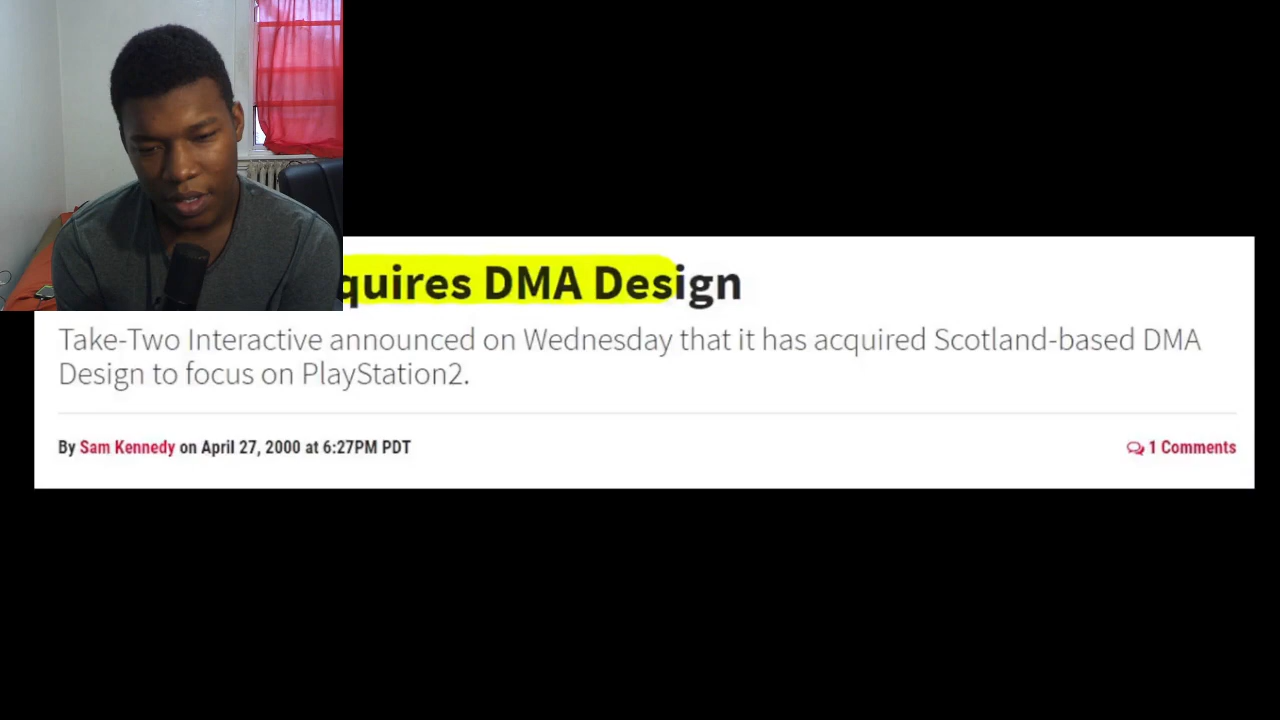 quires DMA Design
Take-Two Interactive announced on Wednesday that it has acquired Scotland-based DMA
Design to focus on PlayStation2.
By Sam Kennedy on April 27, 2000 at 6:27PM PDT
1 Comments